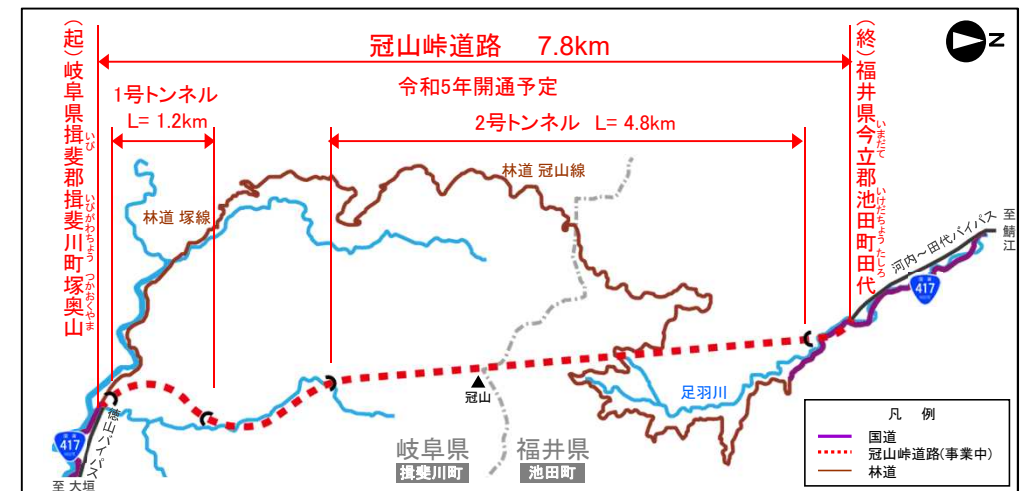 冠山峠道路 7.8km
令和5年開通予定
(起)岐阜県揖斐郡揖斐川町塚奥山
いび
いびがわちょう
つかおくやま
(終)福井県今立郡池田町田代
いまだて
いけだちょう
たしろ
N
1号トンネル
L= 1.2km
2号トンネル L= 4.8km
林道 塚線
林道 冠山線
至 鯖江
河内~田代バイパス
国道
417
ROUTE
足羽川
冠山
徳山バイパス
国道
417
ROUTE
至 大垣
岐阜県
揖斐川町
福井県
池田町
凡 例
国道
冠山峠道路(事業中)
林道